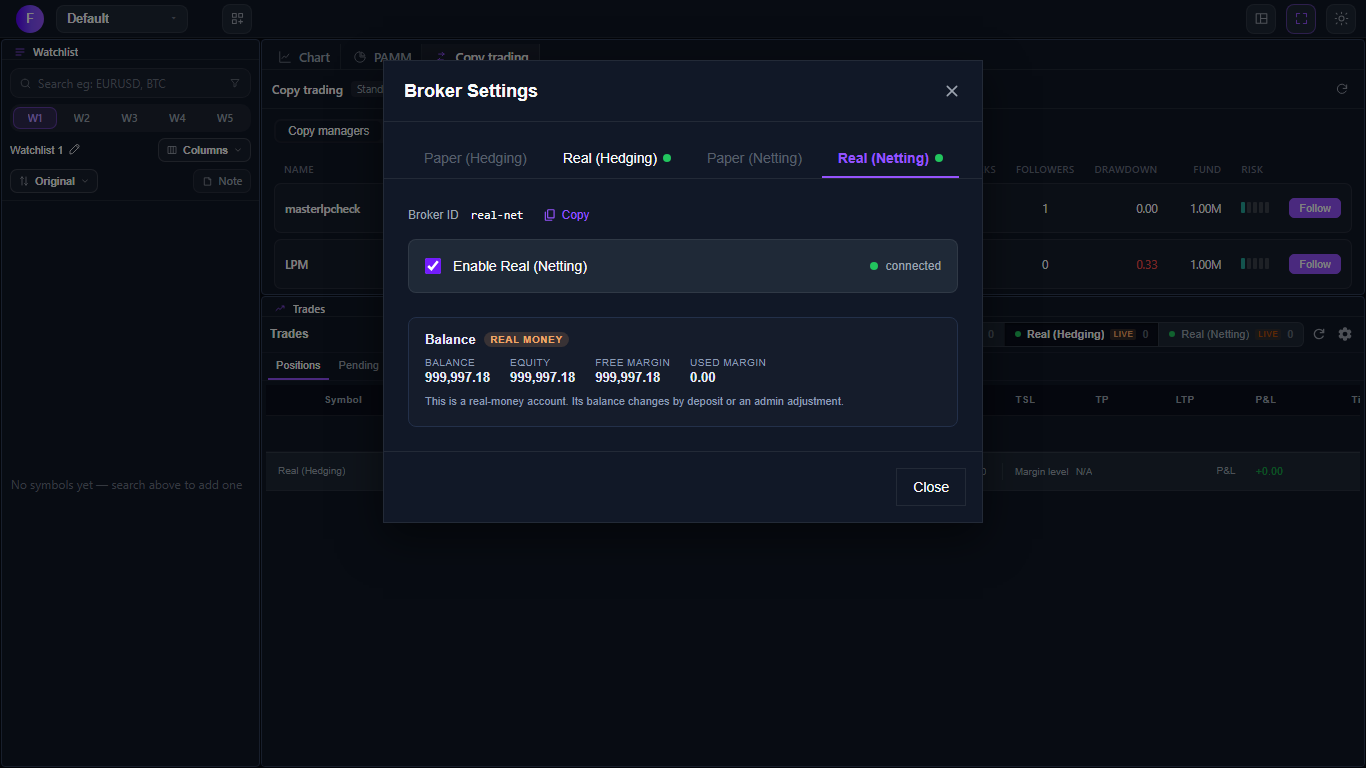 F Default
Watchlist
Search eg: EURUSD, BTC
W1 W2 W3 W4 W5
Watchlist 1 Columns
Original Note
No symbols yet — search above to add one
Chart PAMM Copy trading
Copy trading Stand
Copy managers
NAME KS FOLLOWERS DRAWDOWN FUND RISK
masterlpcheck 1 0.00 1.00M Follow
LPM 0 0.33 1.00M Follow
Trades
Trades 0 Real (Hedging) LIVE 0 Real (Netting) LIVE 0
Positions Pending
Symbol TSL TP LTP P&L Ti
Real (Hedging) 0 Margin level N/A P&L +0.00
Broker Settings
Paper (Hedging) Real (Hedging) Paper (Netting) Real (Netting)
Broker ID real-net Copy
Enable Real (Netting) connected
Balance REAL MONEY
BALANCE EQUITY FREE MARGIN USED MARGIN
999,997.18 999,997.18 999,997.18 0.00
This is a real-money account. Its balance changes by deposit or an admin adjustment.
Close